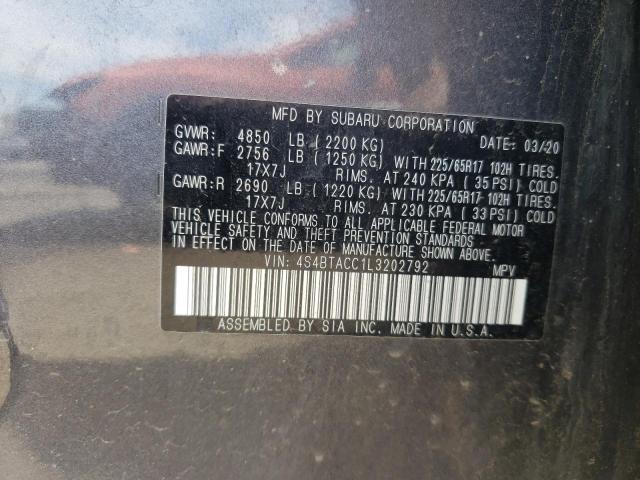 MFD BY SUBARU CORPORATION
GVWR: 4850 LB ( 2200 KG) DATE: 03/20
GAWR:F 2756 LB ( 1250 KG) WITH 225/65R17 102H TIRES.
17X7J RIMS. AT 240 KPA ( 35 PSI) COLD
GAWR:R 2690 LB ( 1220 KG) WITH 225/65R17 102H TIRES.
17X7J RIMS. AT 230 KPA ( 33 PSI) COLD
THIS VEHICLE CONFORMS TO ALL APPLICABLE FEDERAL MOTOR
VEHICLE SAFETY AND THEFT PREVENTION STANDARDS
IN EFFECT ON THE DATE OF MANUFACTURE SHOWN ABOVE.
VIN: 4S4BTACC1L3202792 MPV
ASSEMBLED BY SIA INC. MADE IN U.S.A.